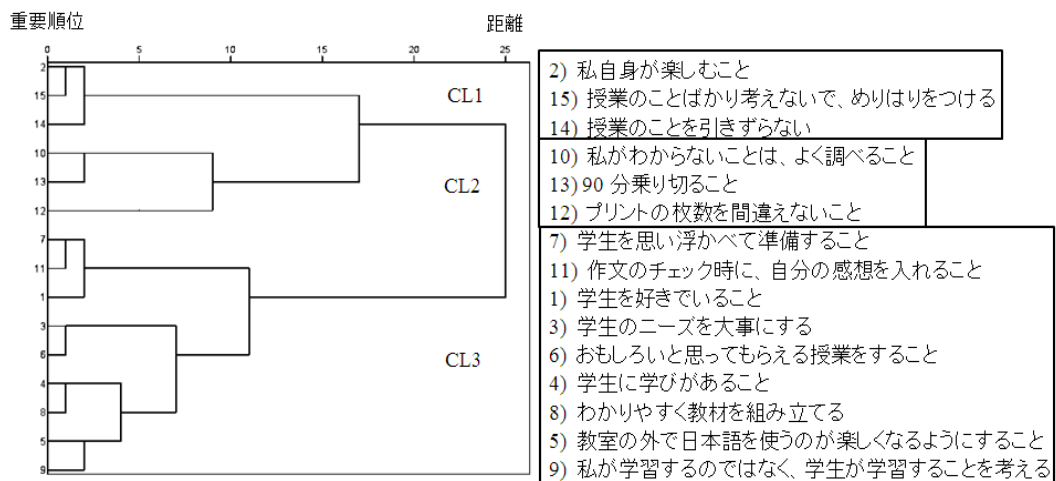 重要順位
距離
0 5 10 15 20 25
2
15
14
10
13
12
7
11
1
3
6
4
8
5
9
CL1
CL2
CL3
2) 私自身が楽しむこと
15) 授業のことばかり考えないで、めりはりをつける
14) 授業のことを引きずらない
10) 私がわからないことは、よく調べること
13) 90 分乗り切ること
12) プリントの枚数を間違えないこと
7) 学生を思い浮かべて準備すること
11) 作文のチェック時に、自分の感想を入れること
1) 学生を好きでいること
3) 学生のニーズを大事にする
6) おもしろいと思ってもらえる授業をすること
4) 学生に学びがあること
8) わかりやすく教材を組み立てる
5) 教室の外で日本語を使うのが楽しくなるようにすること
9) 私が学習するのではなく、学生が学習することを考える